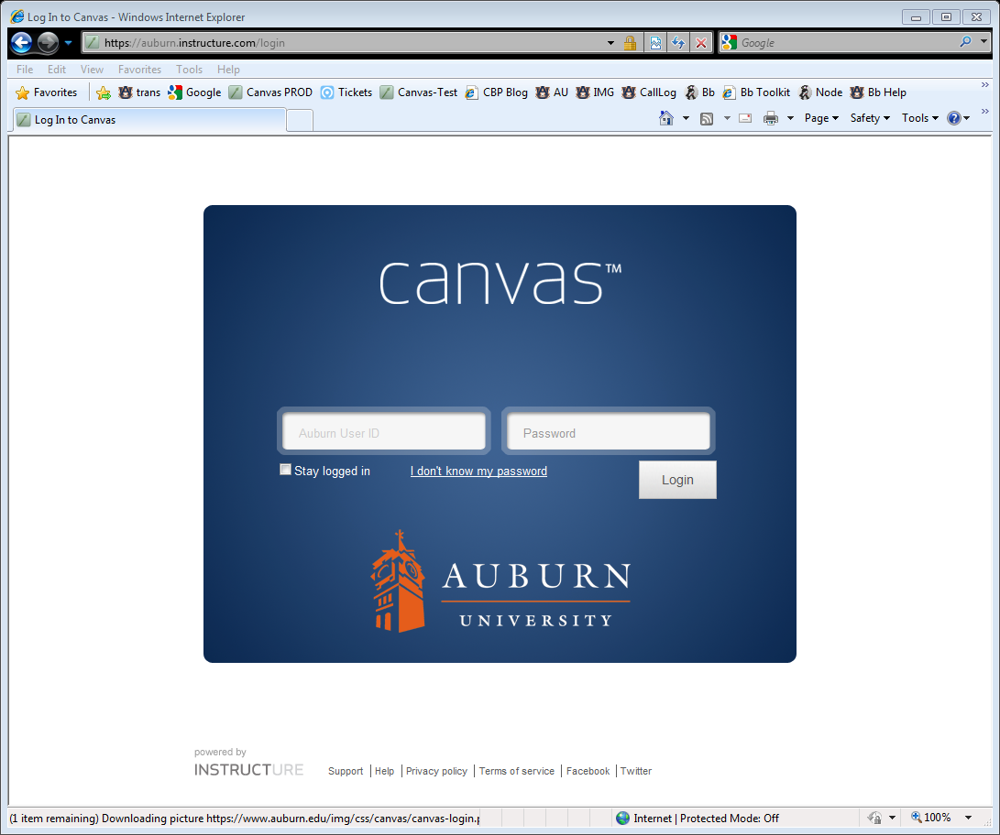 Log In to Canvas - Windows Internet Explorer
https://auburn.instructure.com/login
Google
File Edit View Favorites Tools Help
Favorites trans Google Canvas PROD Tickets Canvas-Test CBP Blog AU IMG CallLog Bb Bb Toolkit Node Bb Help
Log In to Canvas
Page Safety Tools
canvas™
Auburn User ID
Password
Stay logged in
I don't know my password
Login
AUBURN
UNIVERSITY
powered by
INSTRUCTURE
Support | Help | Privacy policy | Terms of service | Facebook | Twitter
(1 item remaining) Downloading picture https://www.auburn.edu/img/css/canvas/canvas-login.p
Internet | Protected Mode: Off
100%